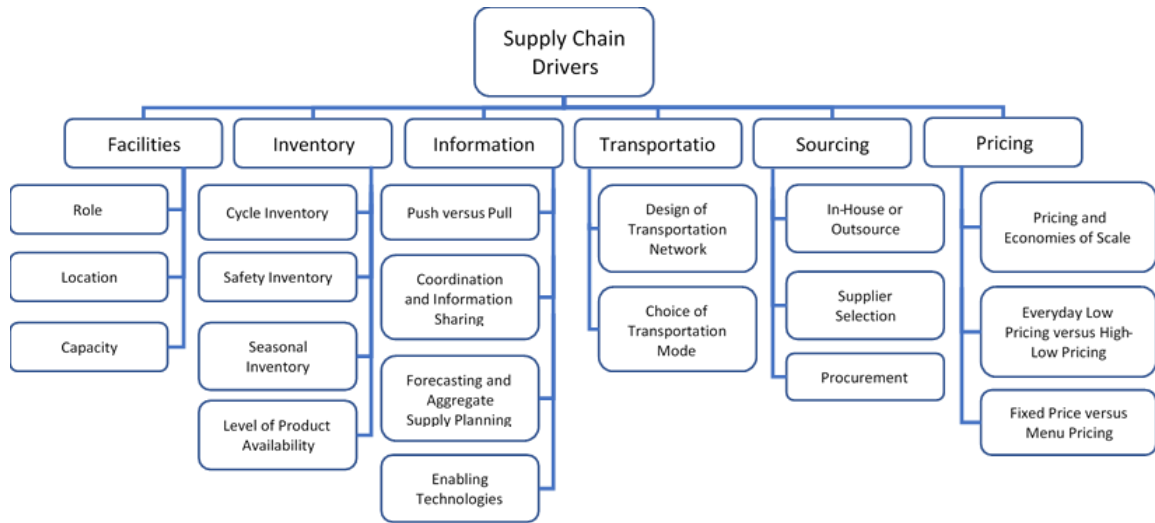 Supply Chain
Drivers
Facilities
Inventory
Information
Transportatio
Sourcing
Pricing
Role
Location
Capacity
Cycle Inventory
Safety Inventory
Seasonal
Inventory
Level of Product
Availability
Push versus Pull
Coordination
and Information
Sharing
Forecasting and
Aggregate
Supply Planning
Enabling
Technologies
Design of
Transportation
Network
Choice of
Transportation
Mode
In-House or
Outsource
Supplier
Selection
Procurement
Pricing and
Economies of Scale
Everyday Low
Pricing versus High-
Low Pricing
Fixed Price versus
Menu Pricing